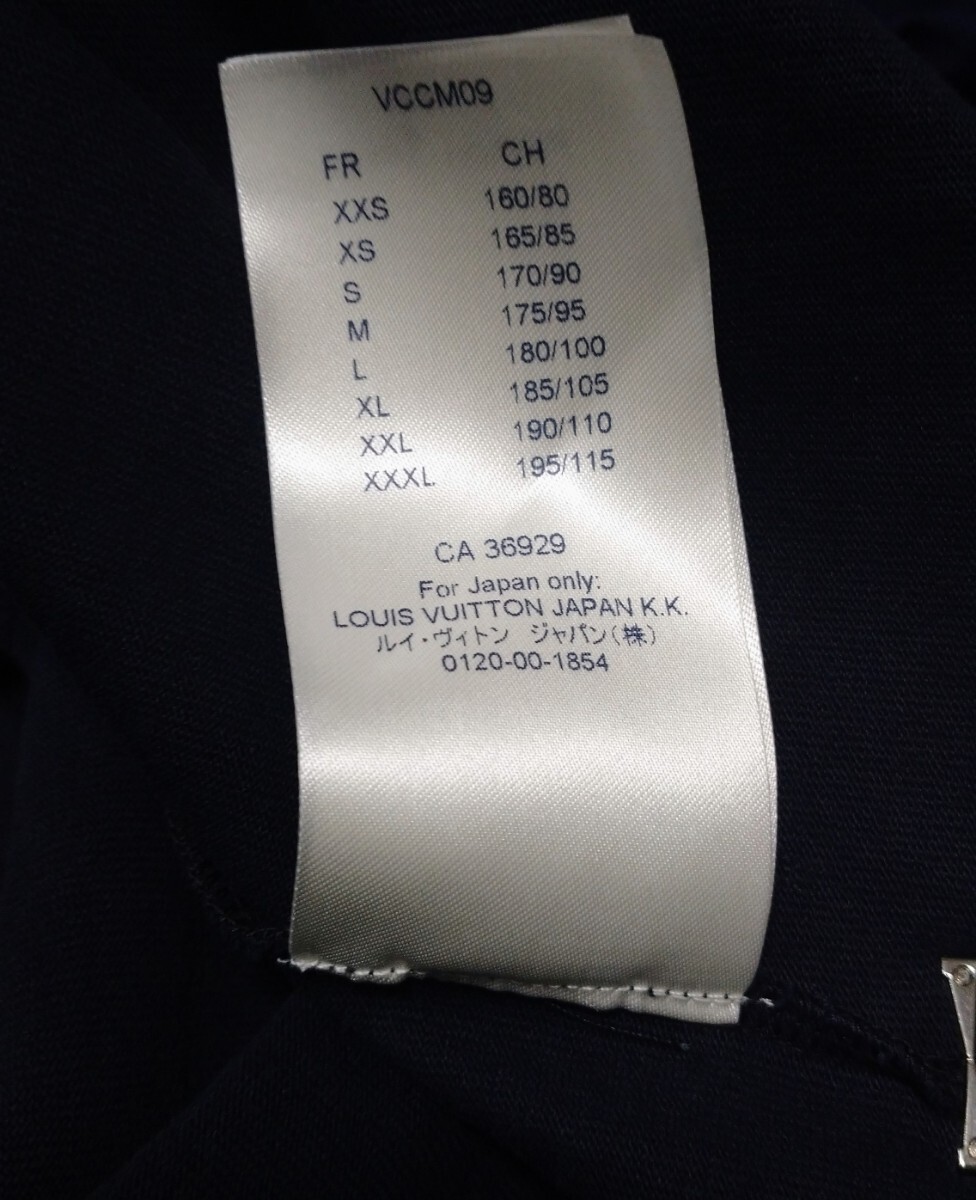 VCCM09
FR CH
XXS 160/80
XS 165/85
S 170/90
M 175/95
L 180/100
XL 185/105
XXL 190/110
XXXL 195/115
CA 36929
For Japan only:
LOUIS VUITTON JAPAN K.K.
ルイ・ヴィトン ジャパン(株)
0120-00-1854